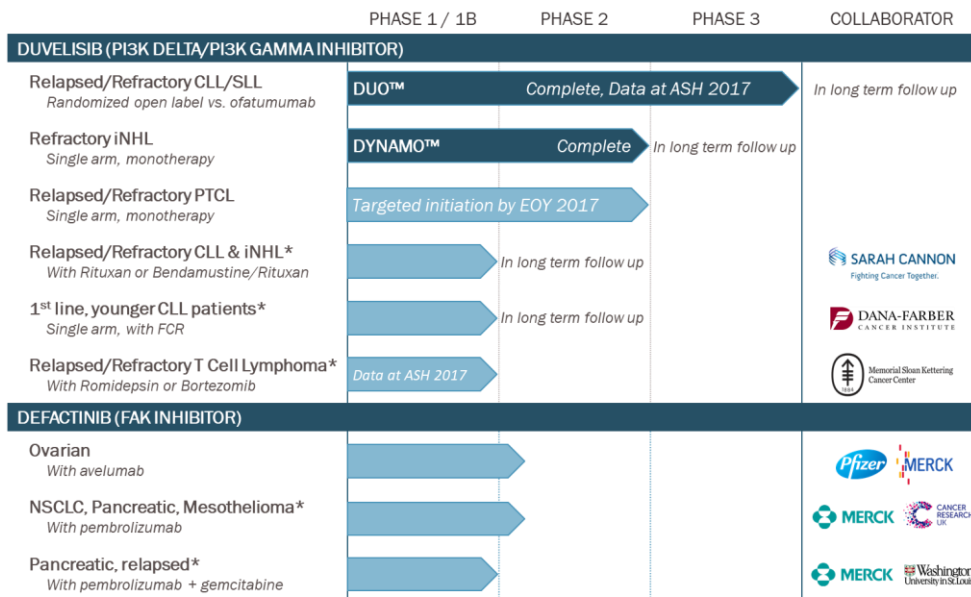 PHASE 1 / 1B PHASE 2 PHASE 3 COLLABORATOR
DUVELISIB (PI3K DELTA/PI3K GAMMA INHIBITOR)
Relapsed/Refractory CLL/SLL
Randomized open label vs. ofatumumab
DUO™ Complete, Data at ASH 2017
In long term follow up
Refractory iNHL
Single arm, monotherapy
DYNAMO™ Complete
In long term follow up
Relapsed/Refractory PTCL
Single arm, monotherapy
Targeted initiation by EOY 2017
Relapsed/Refractory CLL & iNHL*
With Rituxan or Bendamustine/Rituxan
In long term follow up
SARAH CANNON
Fighting Cancer Together.
1st line, younger CLL patients*
Single arm, with FCR
In long term follow up
DANA-FARBER
CANCER INSTITUTE
Relapsed/Refractory T Cell Lymphoma*
With Romidepsin or Bortezomib
Data at ASH 2017
1884
Memorial Sloan Kettering
Cancer Center
DEFACTINIB (FAK INHIBITOR)
Ovarian
With avelumab
Pfizer MERCK
NSCLC, Pancreatic, Mesothelioma*
With pembrolizumab
MERCK
CANCER
RESEARCH
UK
Pancreatic, relapsed*
With pembrolizumab + gemcitabine
MERCK
Washington
University in St. Loui